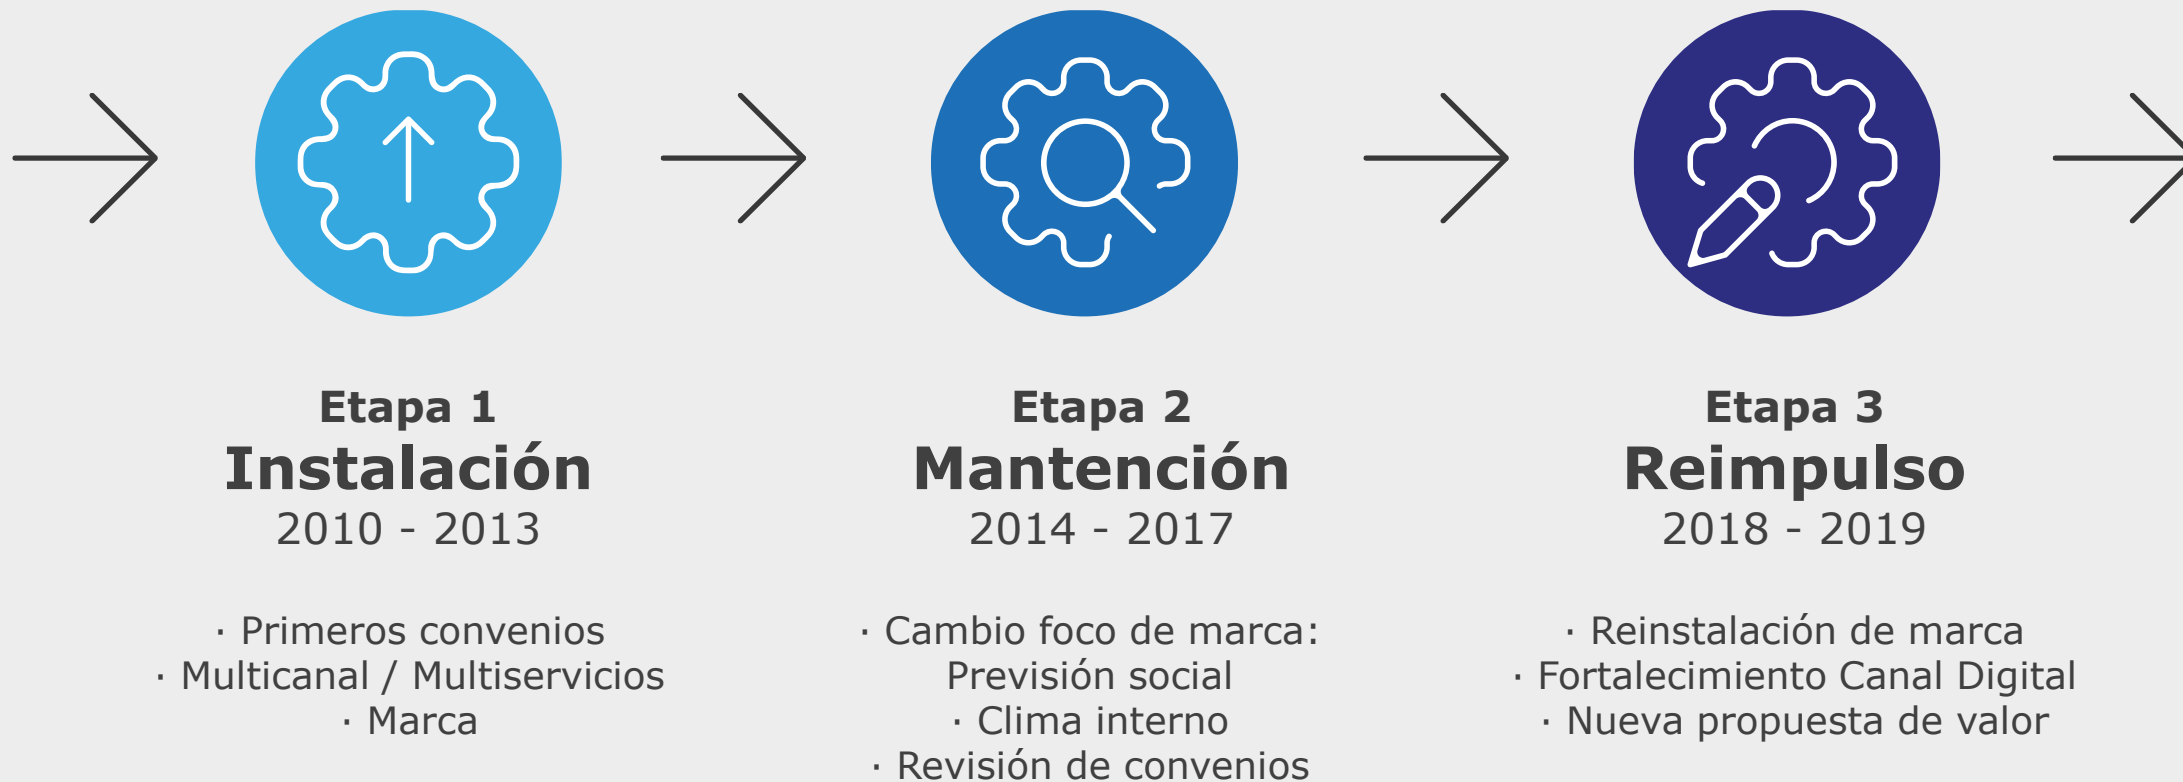 Etapa 1
Instalación
2010 - 2013
· Primeros convenios
· Multicanal / Multiservicios
· Marca
Etapa 2
Mantención
2014 - 2017
· Cambio foco de marca:
Previsión social
· Clima interno
· Revisión de convenios
Etapa 3
Reimpulso
2018 - 2019
· Reinstalación de marca
· Fortalecimiento Canal Digital
· Nueva propuesta de valor